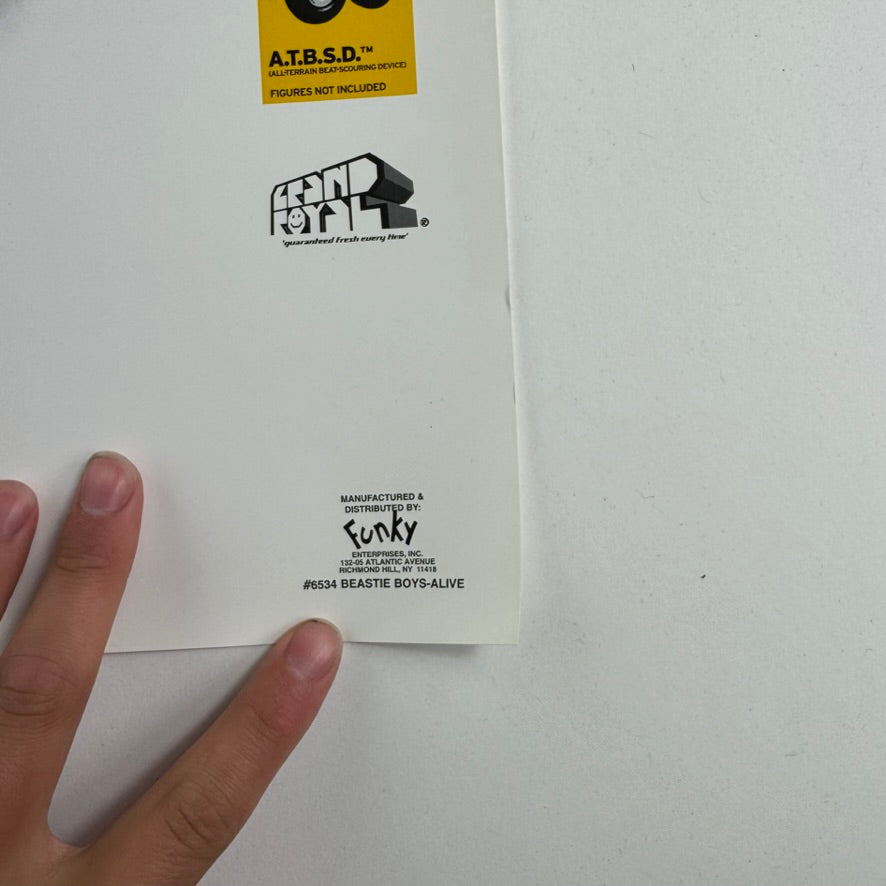 A.T.B.S.D.™
(ALL-TERRAIN BEAT-SCOURING DEVICE)
FIGURES NOT INCLUDED
GRAND
ROYAL®
'guaranteed fresh every time'
MANUFACTURED &
DISTRIBUTED BY:
Funky
ENTERPRISES, INC.
132-05 ATLANTIC AVENUE
RICHMOND HILL, NY 11418
#6534 BEASTIE BOYS-ALIVE